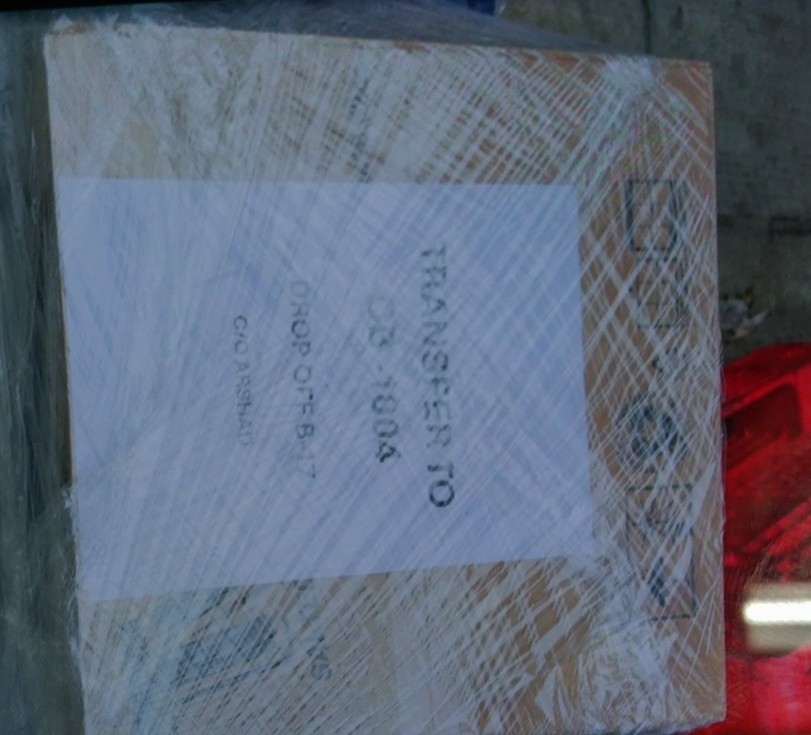 TRANSFER TO
CB -1004
DROP OFF B-17
C/O ARSHAD